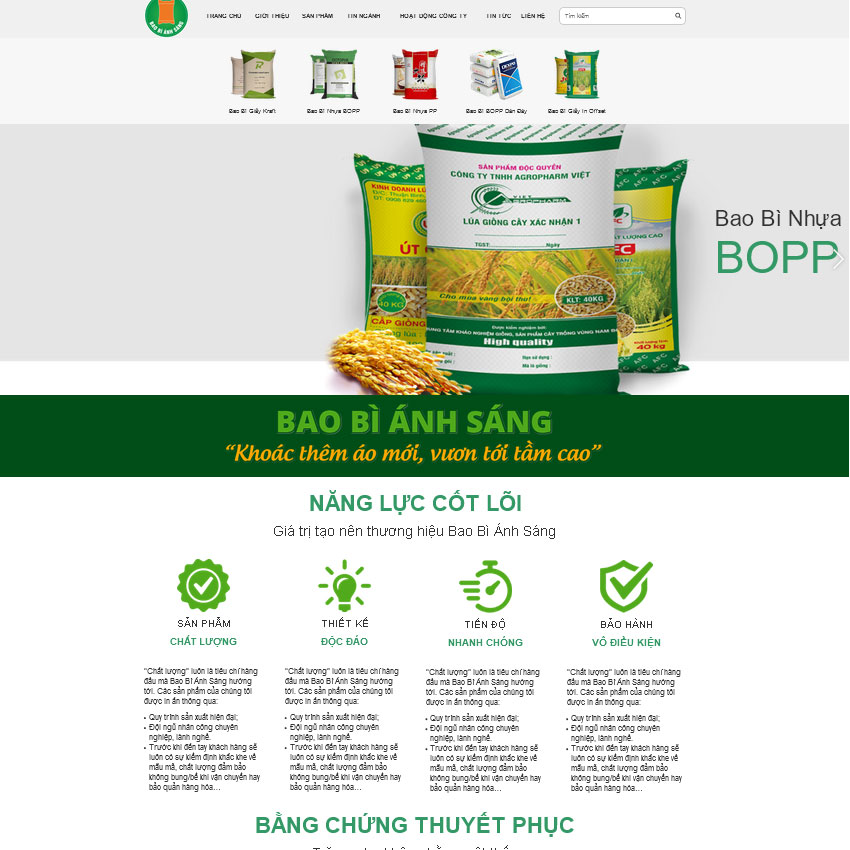 BAO BÌ ÁNH SÁNG
TRANG CHỦ GIỚI THIỆU SẢN PHẨM TIN NGÀNH HOẠT ĐỘNG CÔNG TY TIN TỨC LIÊN HỆ Tìm kiếm
Bao Bì Giấy Kraft Bao Bì Nhựa BOPP Bao Bì Nhựa PP Bao Bì BOPP Dán Đáy Bao Bì Giấy In Offset
SẢN PHẨM ĐỘC QUYỀN
CÔNG TY TNHH AGROPHARM VIỆT
VIET
AGROPHARM
LÚA GIỐNG CÂY XÁC NHẬN 1
TGST: Ngày
Cho mùa vàng bội thu!
KLT: 40KG
Được kiểm nghiệm bởi:
High quality
Hạn sử dụng :
Mã lô giống :
KINH DOANH LÚ
ÚT
40 KG
CẤP GIỐNG
AFC
40 kg
Bao Bì Nhựa
BOPP
BAO BÌ ÁNH SÁNG
“Khoác thêm áo mới, vươn tới tầm cao”
NĂNG LỰC CỐT LÕI
Giá trị tạo nên thương hiệu Bao Bì Ánh Sáng
SẢN PHẨM
CHẤT LƯỢNG
"Chất lượng" luôn là tiêu chí hàng
đầu mà Bao Bì Ánh Sáng hướng
tới. Các sản phẩm của chúng tôi
được in ấn thông qua:
• Quy trình sản xuất hiện đại;
• Đội ngũ nhân công chuyên
nghiệp, lành nghề.
• Trước khi đến tay khách hàng sẽ
luôn có sự kiểm định khắc khe về
mẫu mã, chất lượng đảm bảo
không bung/bể khi vận chuyển hay
bảo quản hàng hóa…
THIẾT KẾ
ĐỘC ĐÁO
"Chất lượng" luôn là tiêu chí hàng
đầu mà Bao Bì Ánh Sáng hướng
tới. Các sản phẩm của chúng tôi
được in ấn thông qua:
• Quy trình sản xuất hiện đại;
• Đội ngũ nhân công chuyên
nghiệp, lành nghề.
• Trước khi đến tay khách hàng sẽ
luôn có sự kiểm định khắc khe về
mẫu mã, chất lượng đảm bảo
không bung/bể khi vận chuyển hay
bảo quản hàng hóa…
TIẾN ĐỘ
NHANH CHÓNG
"Chất lượng" luôn là tiêu chí hàng
đầu mà Bao Bì Ánh Sáng hướng
tới. Các sản phẩm của chúng tôi
được in ấn thông qua:
• Quy trình sản xuất hiện đại;
• Đội ngũ nhân công chuyên
nghiệp, lành nghề.
• Trước khi đến tay khách hàng sẽ
luôn có sự kiểm định khắc khe về
mẫu mã, chất lượng đảm bảo
không bung/bể khi vận chuyển hay
bảo quản hàng hóa…
BẢO HÀNH
VÔ ĐIỀU KIỆN
"Chất lượng" luôn là tiêu chí hàng
đầu mà Bao Bì Ánh Sáng hướng
tới. Các sản phẩm của chúng tôi
được in ấn thông qua:
• Quy trình sản xuất hiện đại;
• Đội ngũ nhân công chuyên
nghiệp, lành nghề.
• Trước khi đến tay khách hàng sẽ
luôn có sự kiểm định khắc khe về
mẫu mã, chất lượng đảm bảo
không bung/bể khi vận chuyển hay
bảo quản hàng hóa…
BẰNG CHỨNG THUYẾT PHỤC